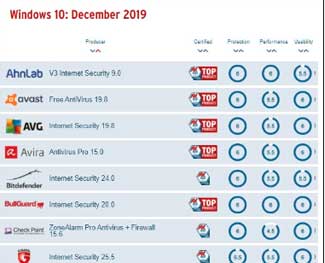 Windows 10: December 2019
Producer Certified Protection Performance Usability
AhnLab V3 Internet Security 9.0 TOP PRODUCT 6 6 5.5
avast Free AntiVirus 19.8 TOP PRODUCT 6 5.5 6
AVG Internet Security 19.8 TOP PRODUCT 6 5.5 6
Avira Antivirus Pro 15.0 TOP PRODUCT 6 6 6
Bitdefender Internet Security 24.0 6 5.5 5.5
BullGuard Internet Security 20.0 TOP PRODUCT 6 6 6
Check Point ZoneAlarm Pro Antivirus + Firewall
15.6 6 4.5 6
Internet Security 25.5 5.5 5.5 6